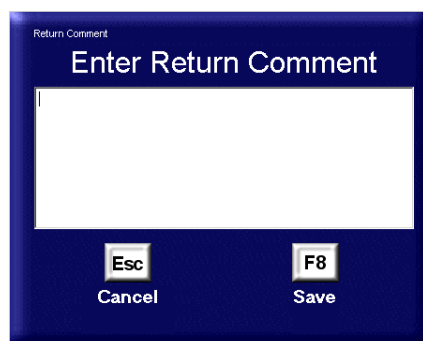 Return Comment
Enter Return Comment
Esc F8
Cancel Save